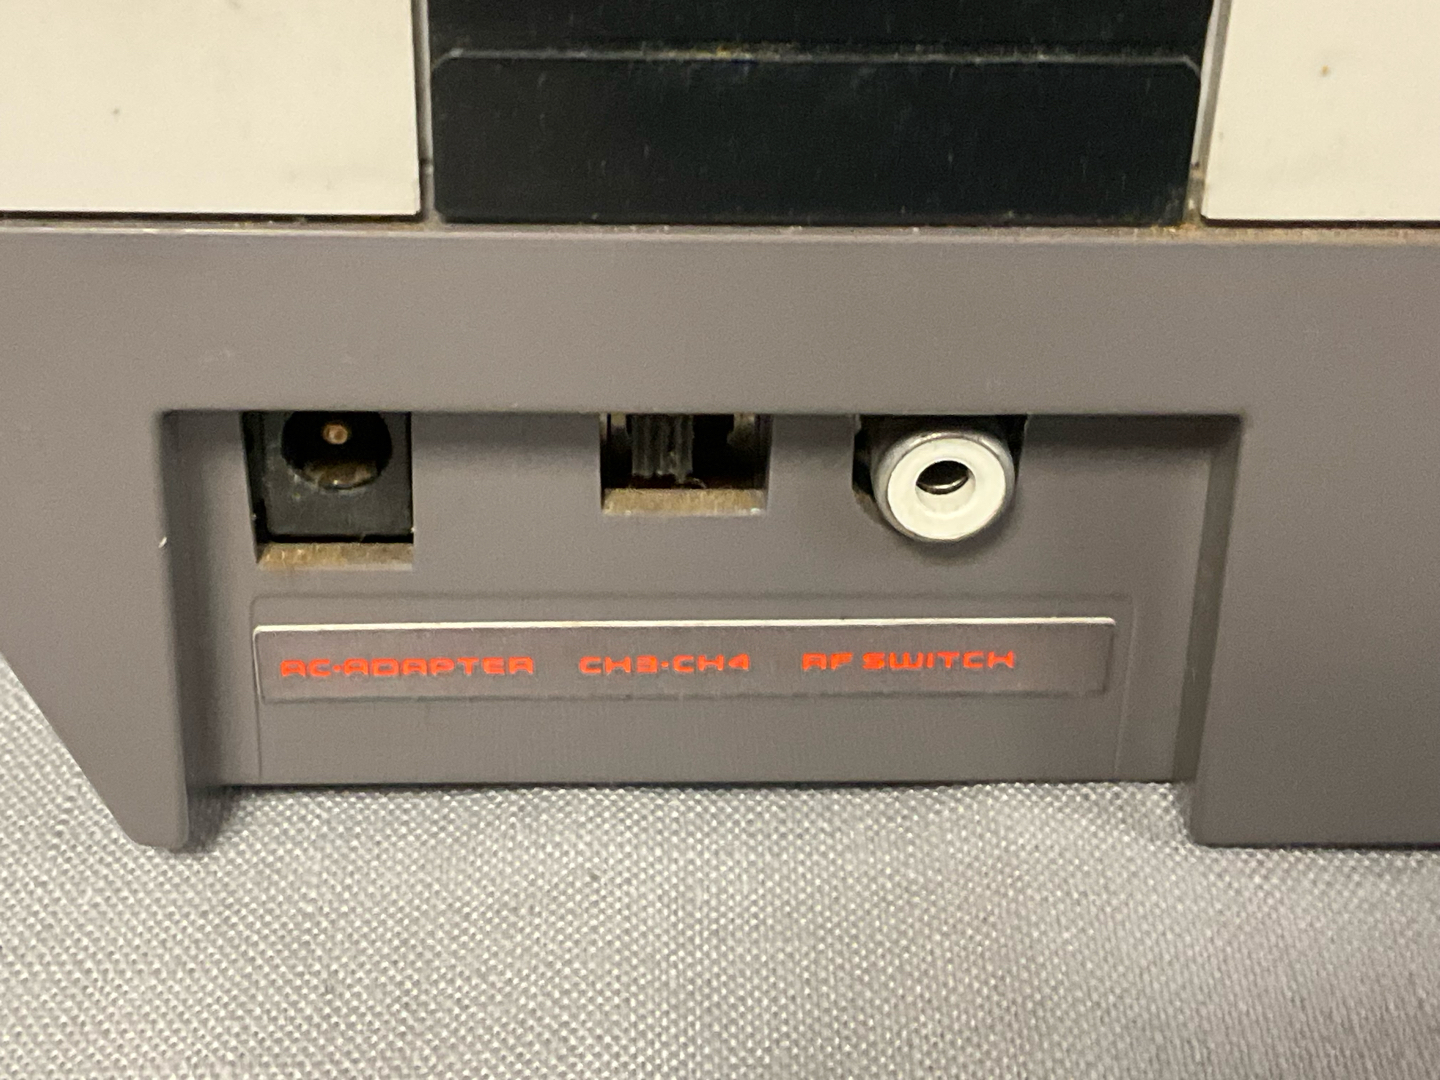 AC·ADAPTER CH3·CH4 RF SWITCH